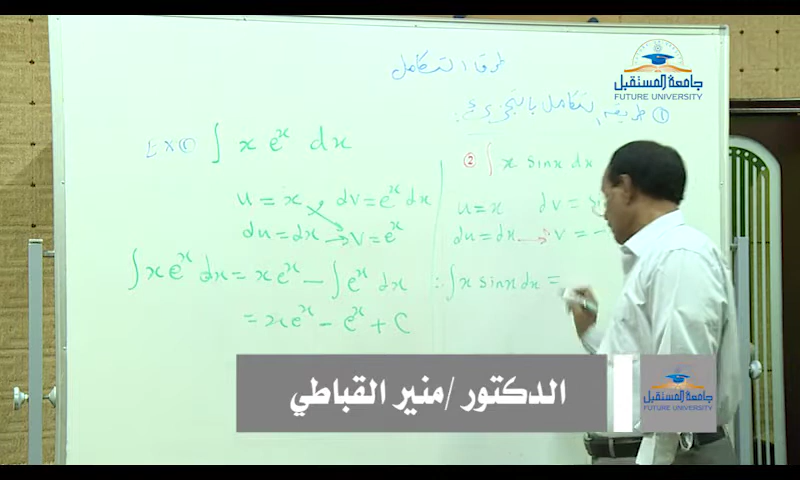 طرق التكامل
① طريقة التكامل بالتجزيء:
EX① ∫ x eˣ dx
u = x dv = eˣ dx
du = dx → v = eˣ
∫ x eˣ dx = x eˣ - ∫ eˣ dx
= x eˣ - eˣ + C
② ∫ x sinx dx
u = x dv =
du = dx → v = -
∴ ∫ x sinx dx =
جامعة المستقبل
FUTURE UNIVERSITY
الدكتور /منير القباطي
جامعة المستقبل
FUTURE UNIVERSITY